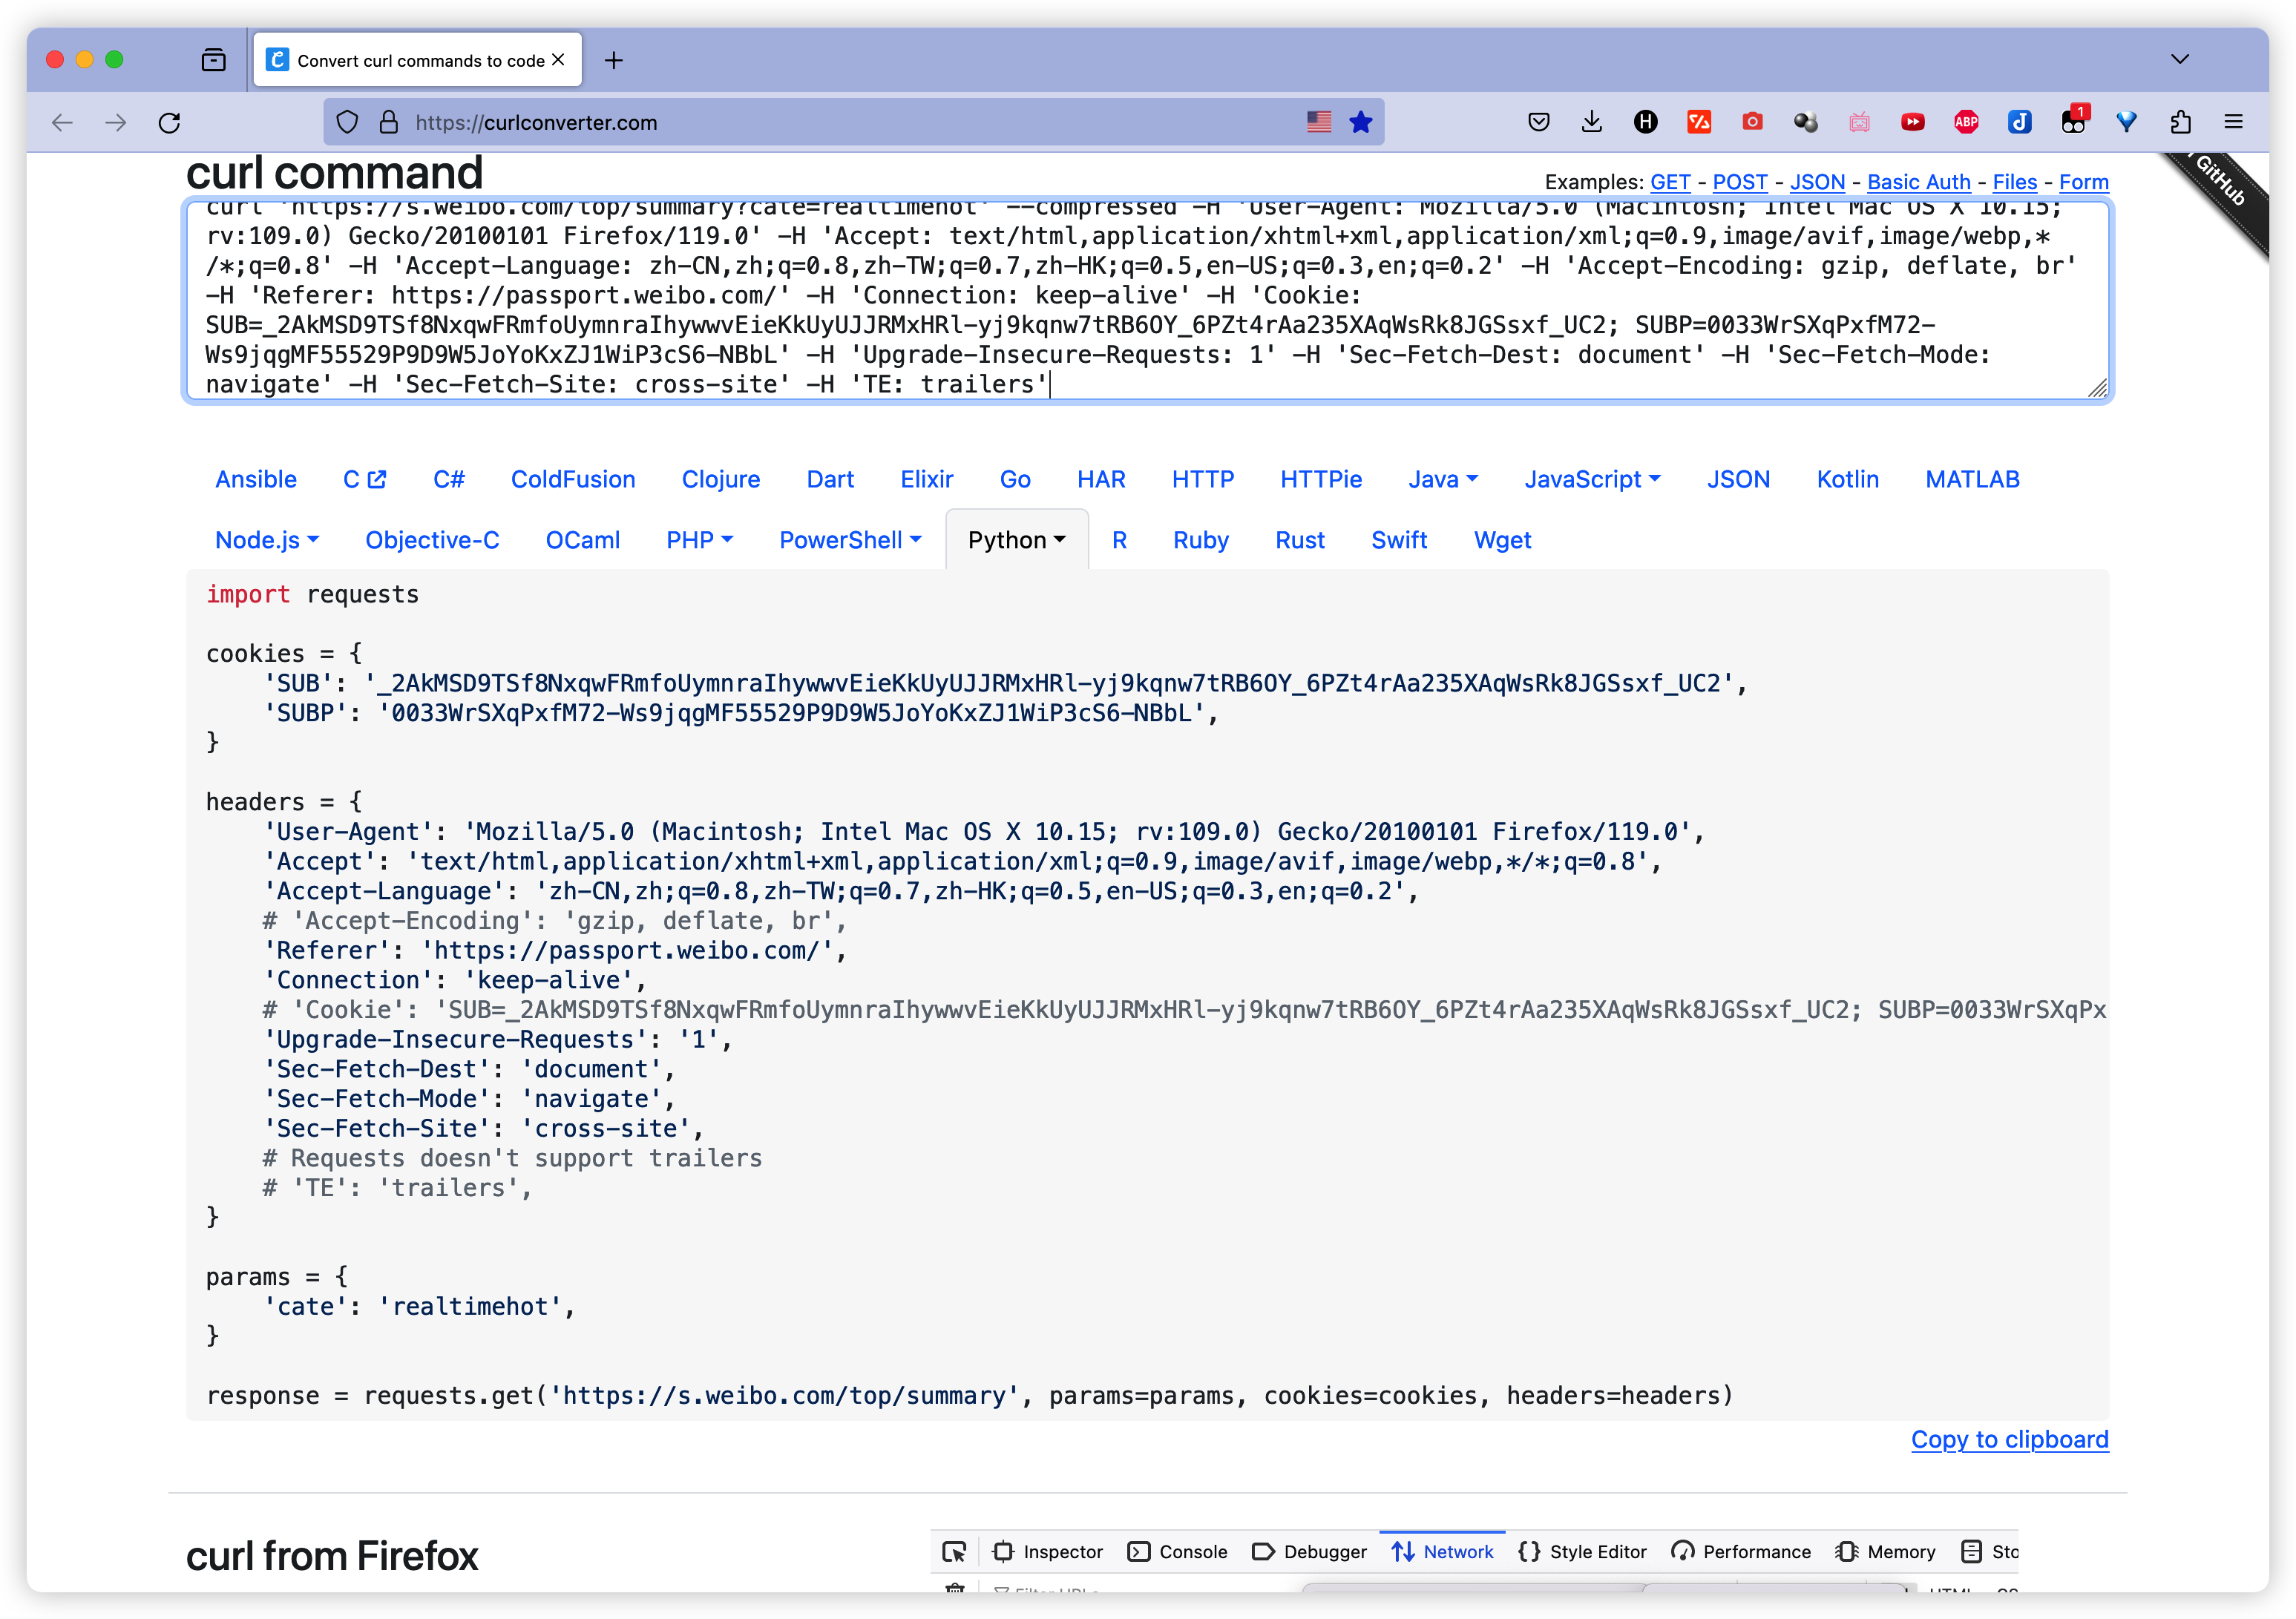 Convert curl commands to code
https://curlconverter.com
H
ABP
1
GitHub
curl command
Examples: GET - POST - JSON - Basic Auth - Files - Form
curl 'https://s.weibo.com/top/summary?cate=realtimehot' --compressed -H 'User-Agent: Mozilla/5.0 (Macintosh; Intel Mac OS X 10.15;
rv:109.0) Gecko/20100101 Firefox/119.0' -H 'Accept: text/html,application/xhtml+xml,application/xml;q=0.9,image/avif,image/webp,*
/*;q=0.8' -H 'Accept-Language: zh-CN,zh;q=0.8,zh-TW;q=0.7,zh-HK;q=0.5,en-US;q=0.3,en;q=0.2' -H 'Accept-Encoding: gzip, deflate, br'
-H 'Referer: https://passport.weibo.com/' -H 'Connection: keep-alive' -H 'Cookie:
SUB=_2AkMSD9TSf8NxqwFRmfoUymnraIhywwvEieKkUyUJJRMxHRl-yj9kqnw7tRB6OY_6PZt4rAa235XAqWsRk8JGSsxf_UC2; SUBP=0033WrSXqPxfM72-
Ws9jqgMF55529P9D9W5JoYoKxZJ1WiP3cS6-NBbL' -H 'Upgrade-Insecure-Requests: 1' -H 'Sec-Fetch-Dest: document' -H 'Sec-Fetch-Mode:
navigate' -H 'Sec-Fetch-Site: cross-site' -H 'TE: trailers'
Ansible C C# ColdFusion Clojure Dart Elixir Go HAR HTTP HTTPie Java JavaScript JSON Kotlin MATLAB
Node.js Objective-C OCaml PHP PowerShell Python R Ruby Rust Swift Wget
import requests
cookies = {
    'SUB': '_2AkMSD9TSf8NxqwFRmfoUymnraIhywwvEieKkUyUJJRMxHRl-yj9kqnw7tRB6OY_6PZt4rAa235XAqWsRk8JGSsxf_UC2',
    'SUBP': '0033WrSXqPxfM72-Ws9jqgMF55529P9D9W5JoYoKxZJ1WiP3cS6-NBbL',
}
headers = {
    'User-Agent': 'Mozilla/5.0 (Macintosh; Intel Mac OS X 10.15; rv:109.0) Gecko/20100101 Firefox/119.0',
    'Accept': 'text/html,application/xhtml+xml,application/xml;q=0.9,image/avif,image/webp,*/*;q=0.8',
    'Accept-Language': 'zh-CN,zh;q=0.8,zh-TW;q=0.7,zh-HK;q=0.5,en-US;q=0.3,en;q=0.2',
    # 'Accept-Encoding': 'gzip, deflate, br',
    'Referer': 'https://passport.weibo.com/',
    'Connection': 'keep-alive',
    # 'Cookie': 'SUB=_2AkMSD9TSf8NxqwFRmfoUymnraIhywwvEieKkUyUJJRMxHRl-yj9kqnw7tRB6OY_6PZt4rAa235XAqWsRk8JGSsxf_UC2; SUBP=0033WrSXqPx
    'Upgrade-Insecure-Requests': '1',
    'Sec-Fetch-Dest': 'document',
    'Sec-Fetch-Mode': 'navigate',
    'Sec-Fetch-Site': 'cross-site',
    # Requests doesn't support trailers
    # 'TE': 'trailers',
}
params = {
    'cate': 'realtimehot',
}
response = requests.get('https://s.weibo.com/top/summary', params=params, cookies=cookies, headers=headers)
Copy to clipboard
curl from Firefox
Inspector Console Debugger Network Style Editor Performance Memory Sto